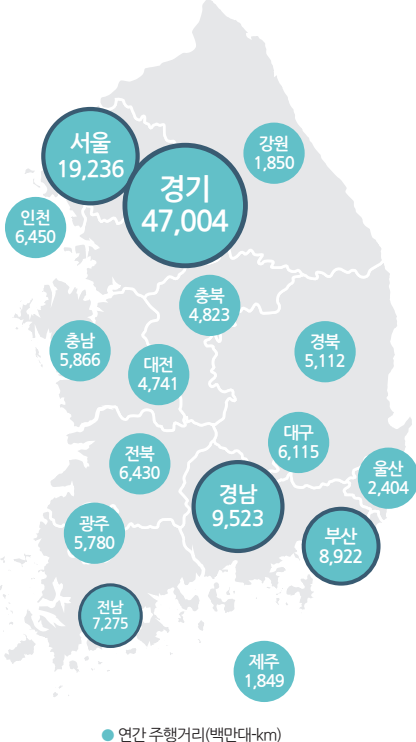 서울
19,236
강원
1,850
경기
47,004
인천
6,450
충북
4,823
충남
5,866
경북
5,112
대전
4,741
대구
6,115
전북
6,430
울산
2,404
경남
9,523
광주
5,780
부산
8,922
전남
7,275
제주
1,849
연간 주행거리(백만대-km)